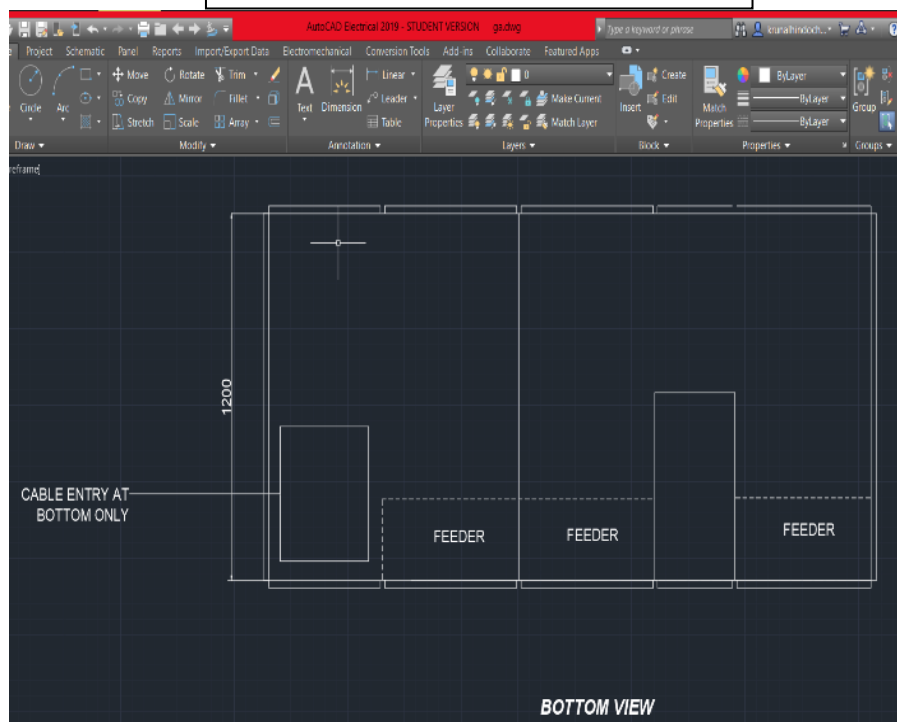 AutoCAD Electrical 2019 - STUDENT VERSION ga.dwg
Type a keyword or phrase
Project Schematic Panel Reports Import/Export Data Electromechanical Conversion Tools Add-ins Collaborate Featured Apps
Move Rotate Trim
Linear
0
Create
ByLayer
Copy Mirror Fillet
Leader
Make Current
Edit
ByLayer
Circle Arc
Text Dimension
Layer
Insert
Match
Group
Stretch Scale Array
Table
Properties
Match Layer
Properties
ByLayer
Draw Modify Annotation Layers Block Properties Groups
reframe]
1200
CABLE ENTRY AT
BOTTOM ONLY
FEEDER FEEDER FEEDER
BOTTOM VIEW